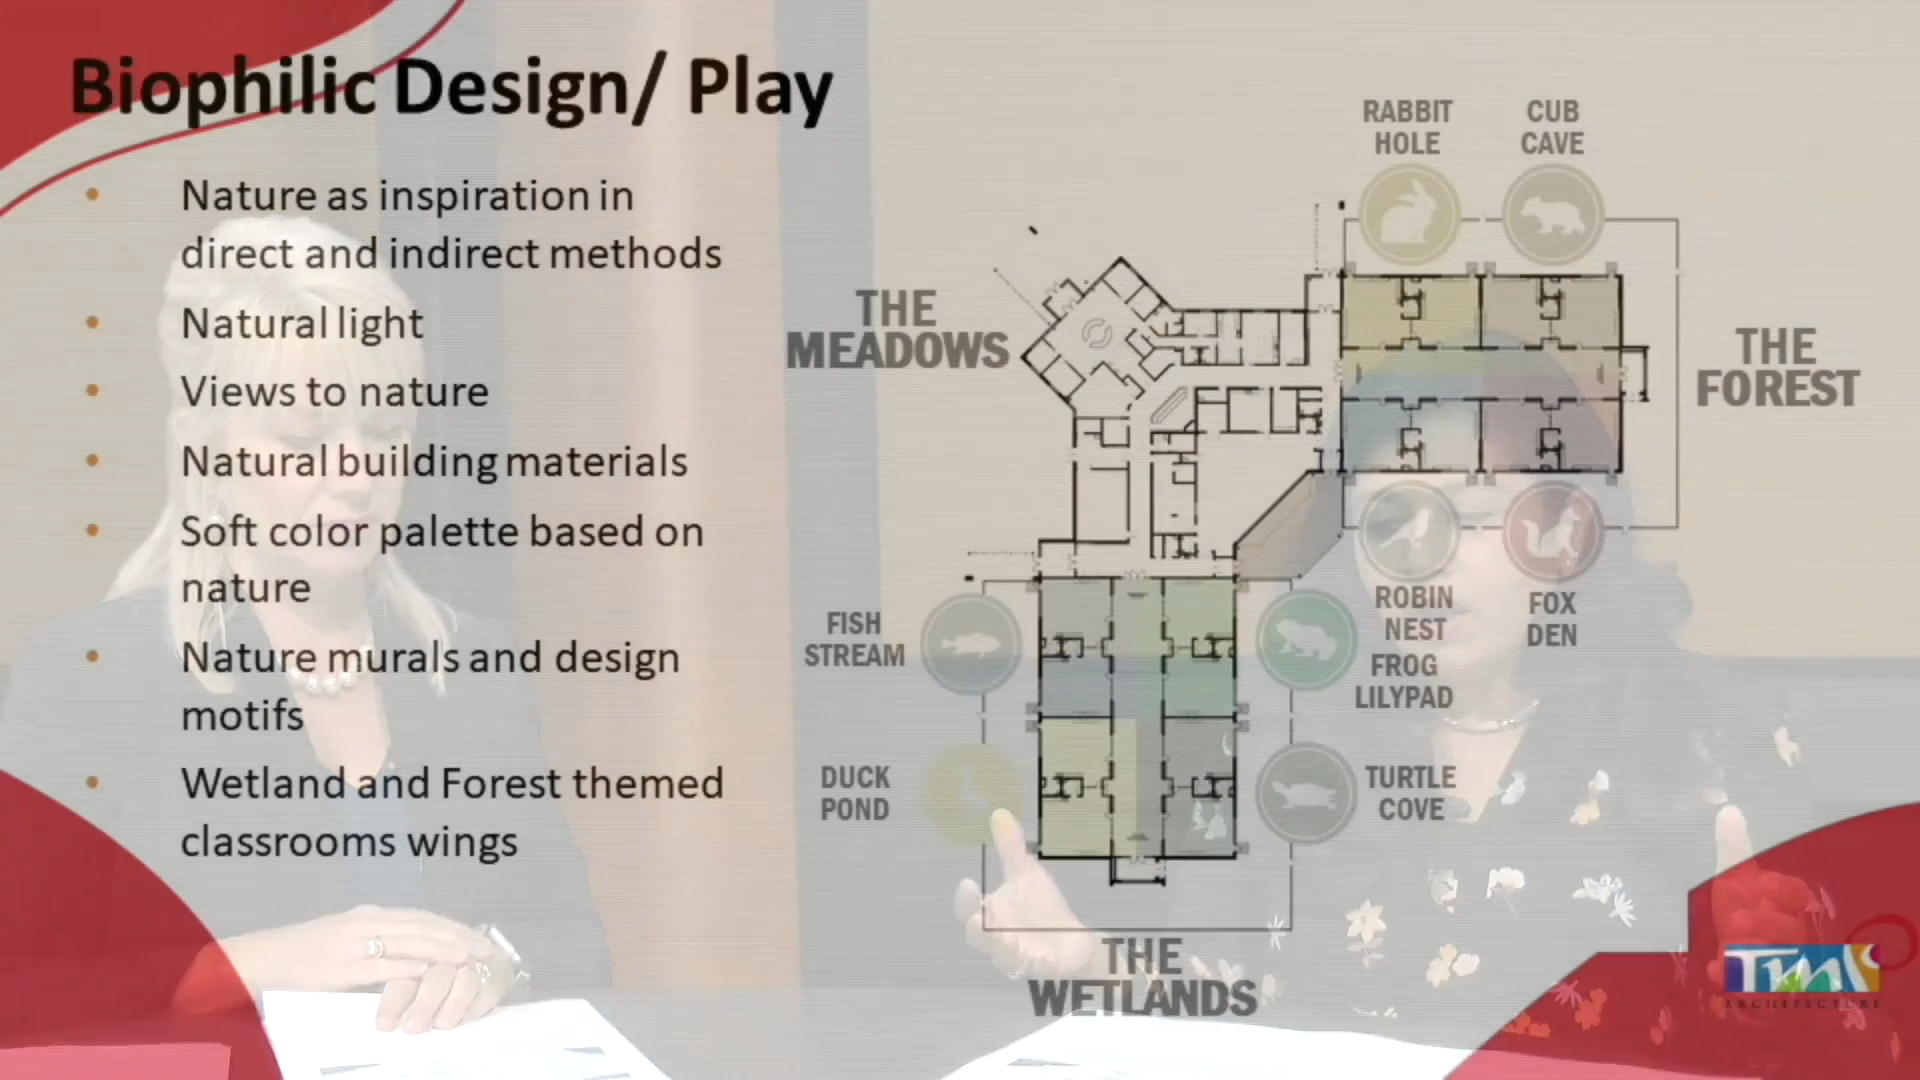 Biophilic Design/ Play
Nature as inspiration in
direct and indirect methods
Natural light
Views to nature
Natural building materials
Soft color palette based on
nature
Nature murals and design
motifs
Wetland and Forest themed
classrooms wings
RABBIT
HOLE
CUB
CAVE
THE
MEADOWS
THE
FOREST
ROBIN
NEST
FOX
DEN
FISH
STREAM
FROG
LILYPAD
DUCK
POND
TURTLE
COVE
THE
WETLANDS
TMS
ARCHITECTURE